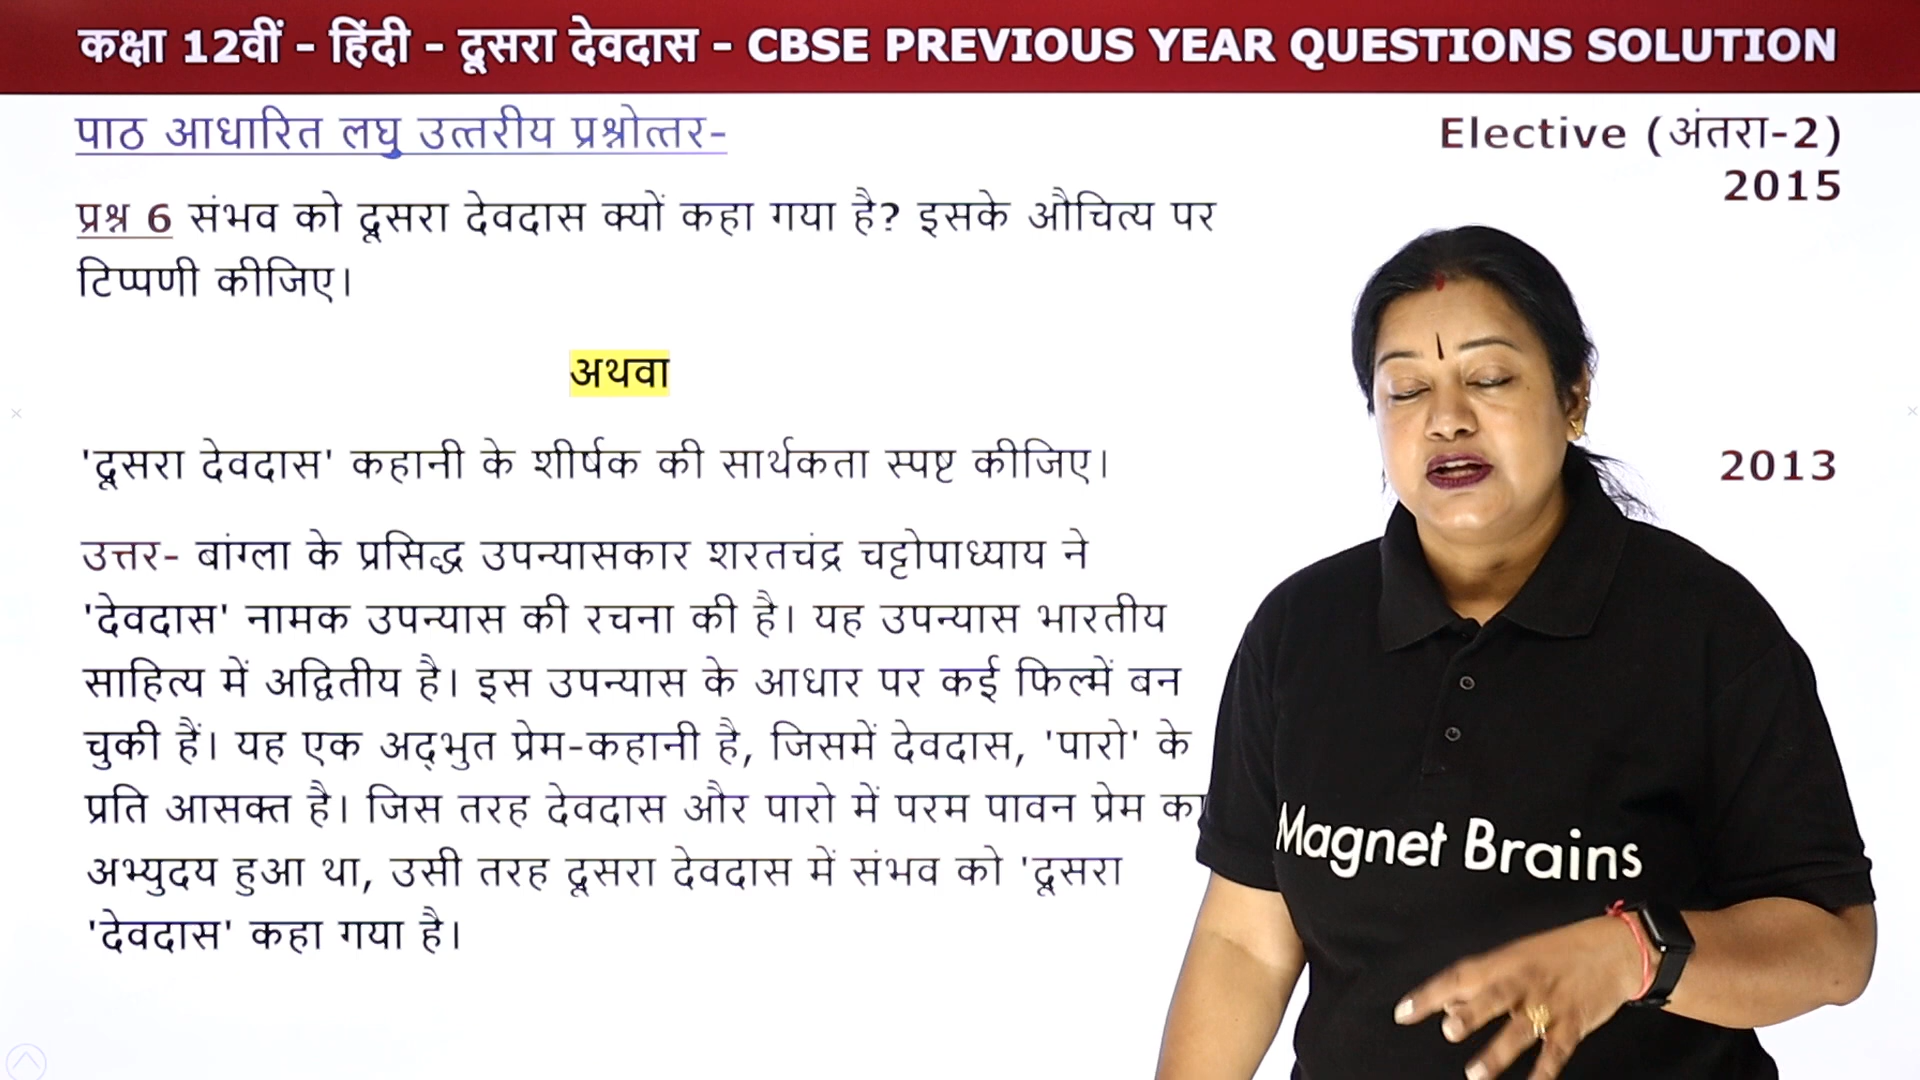 कक्षा 12वीं - हिंदी - दूसरा देवदास - CBSE PREVIOUS YEAR QUESTIONS SOLUTION
पाठ आधारित लघु उत्तरीय प्रश्नोत्तर-
Elective (अंतरा-2)
2015
प्रश्न 6 संभव को दूसरा देवदास क्यों कहा गया है? इसके औचित्य पर
टिप्पणी कीजिए।
अथवा
'दूसरा देवदास' कहानी के शीर्षक की सार्थकता स्पष्ट कीजिए।
2013
उत्तर- बांग्ला के प्रसिद्ध उपन्यासकार शरतचंद्र चट्टोपाध्याय ने
'देवदास' नामक उपन्यास की रचना की है। यह उपन्यास भारतीय
साहित्य में अद्वितीय है। इस उपन्यास के आधार पर कई फिल्में बन
चुकी हैं। यह एक अद्भुत प्रेम-कहानी है, जिसमें देवदास, 'पारो' के
प्रति आसक्त है। जिस तरह देवदास और पारो में परम पावन प्रेम का
अभ्युदय हुआ था, उसी तरह दूसरा देवदास में संभव को 'दूसरा
'देवदास' कहा गया है।
Magnet Brains